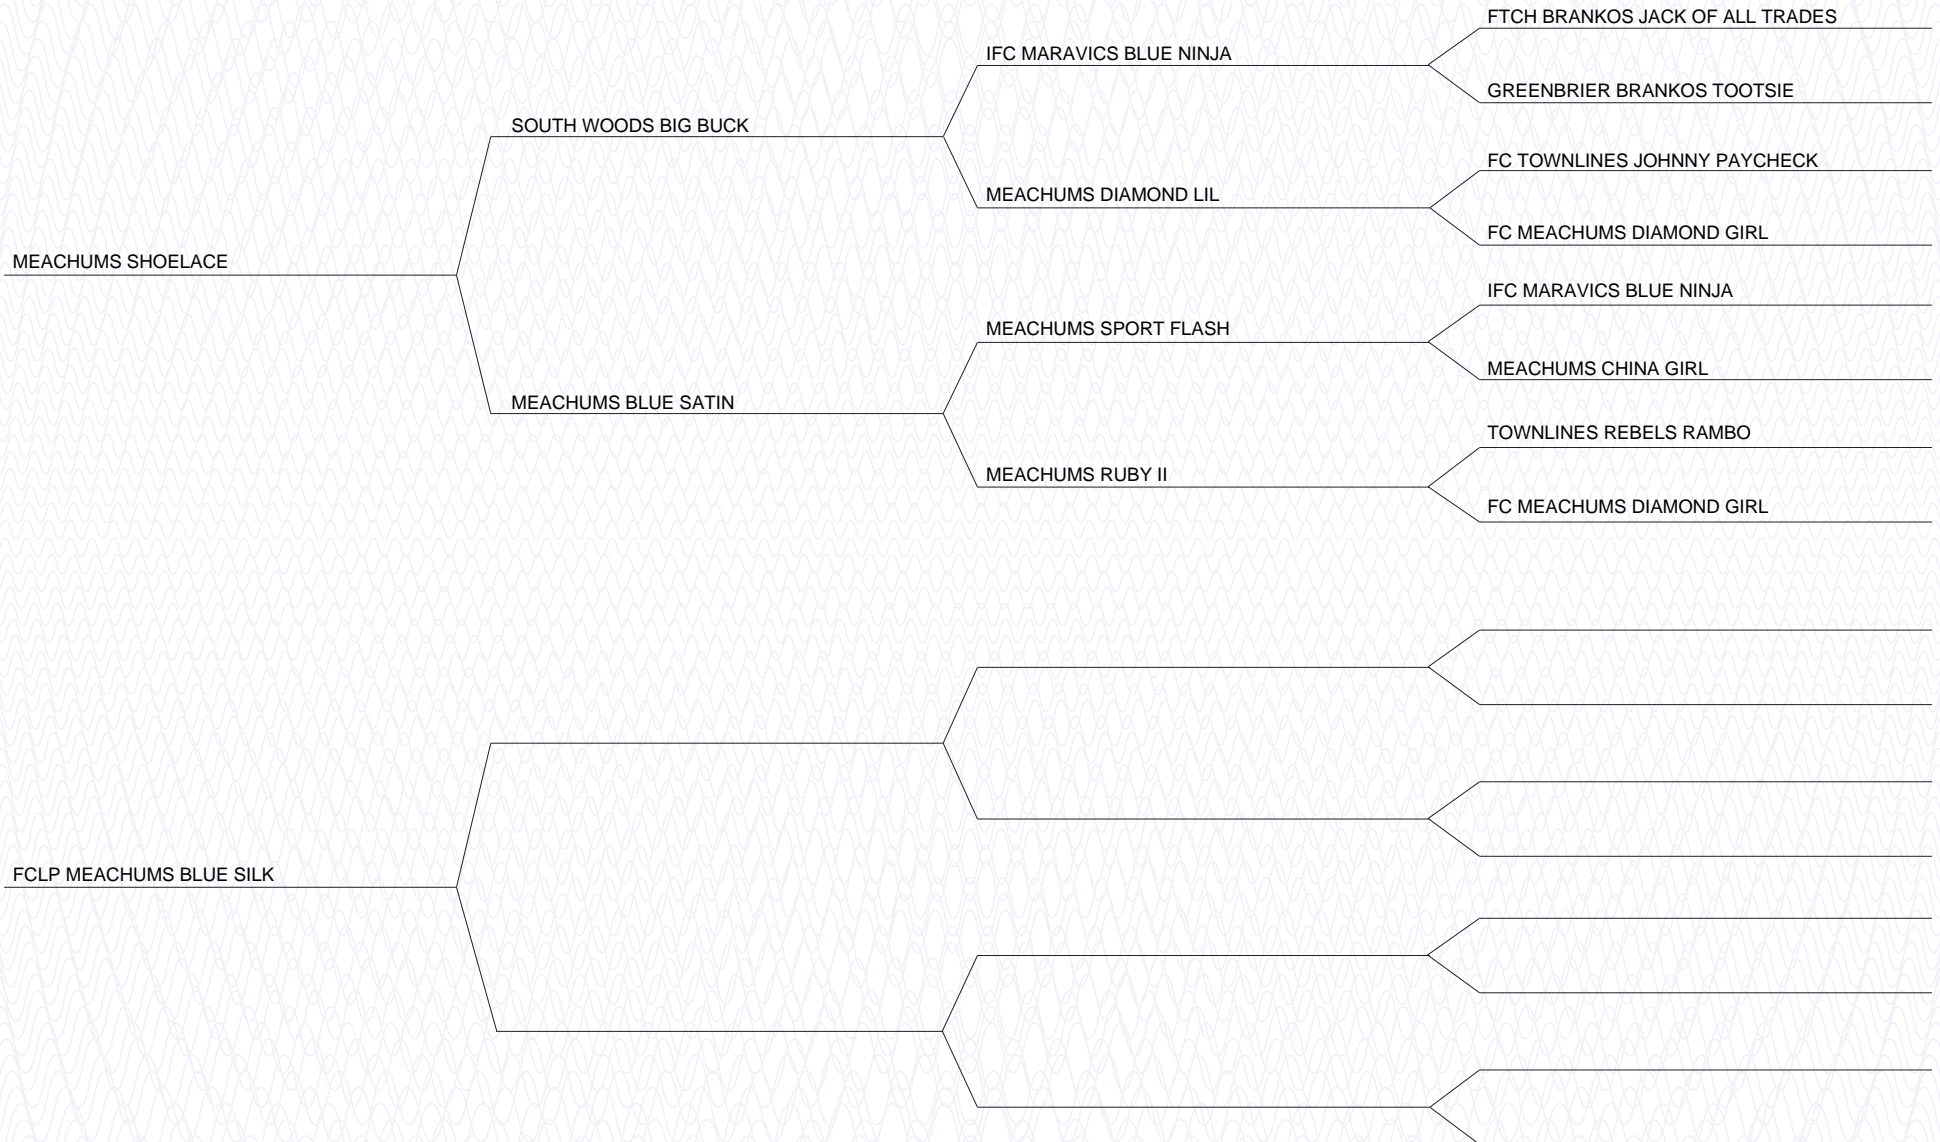 FTCH BRANKOS JACK OF ALL TRADES
IFC MARAVICS BLUE NINJA
GREENBRIER BRANKOS TOOTSIE
SOUTH WOODS BIG BUCK
FC TOWNLINES JOHNNY PAYCHECK
MEACHUMS DIAMOND LIL
FC MEACHUMS DIAMOND GIRL
MEACHUMS SHOELACE
IFC MARAVICS BLUE NINJA
MEACHUMS SPORT FLASH
MEACHUMS CHINA GIRL
MEACHUMS BLUE SATIN
TOWNLINES REBELS RAMBO
MEACHUMS RUBY II
FC MEACHUMS DIAMOND GIRL
FCLP MEACHUMS BLUE SILK